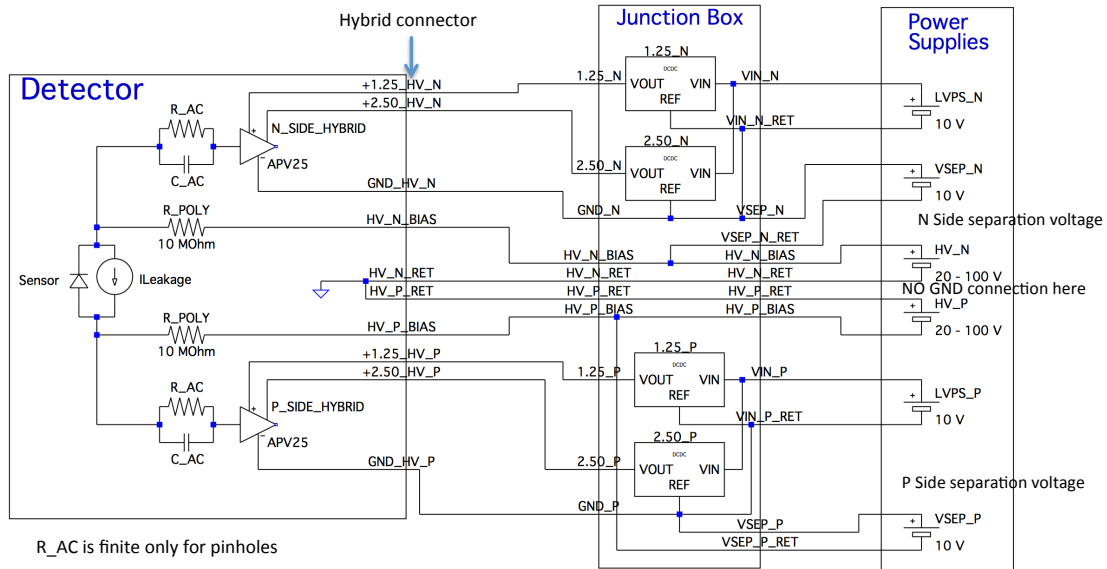 Hybrid connector
Junction Box
Power
Supplies
Detector
+1.25_HV_N
+2.50_HV_N
1.25_N
1.25_N
DCDC
VOUT VIN
REF
VIN_N
LVPS_N
10 V
R_AC
C_AC
N_SIDE_HYBRID
APV25
VIN_N_RET
2.50_N
2.50_N
DCDC
VOUT VIN
REF
VSEP_N
10 V
GND_HV_N
GND_N
VSEP_N
N Side separation voltage
R_POLY
10 MOhm
HV_N_BIAS
VSEP_N_RET
HV_N_BIAS
HV_N_BIAS
HV_N
20 - 100 V
Sensor
ILeakage
HV_N_RET
HV_N_RET
HV_N_RET
NO GND connection here
HV_P_RET
HV_P_RET
HV_P_RET
HV_P
20 - 100 V
R_POLY
10 MOhm
HV_P_BIAS
HV_P_BIAS
HV_P_BIAS
+1.25_HV_P
+2.50_HV_P
1.25_P
1.25_P
DCDC
VOUT VIN
REF
VIN_P
LVPS_P
10 V
R_AC
C_AC
P_SIDE_HYBRID
APV25
VIN_P_RET
2.50_P
2.50_P
DCDC
VOUT VIN
REF
GND_HV_P
GND_P
P Side separation voltage
VSEP_P
VSEP_P
10 V
VSEP_P_RET
R_AC is finite only for pinholes